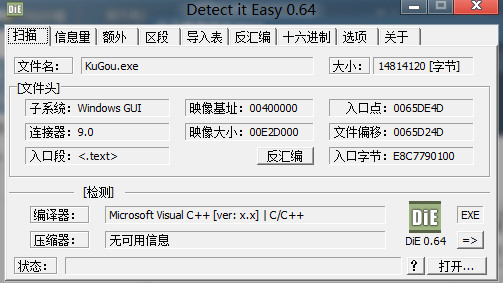 Detect it Easy 0.64
扫描 信息量 额外 区段 导入表 反汇编 十六进制 选项 关于
文件名: KuGou.exe 大小: 14814120 [字节]
[文件头]
子系统: Windows GUI 映像基址: 00400000 入口点: 0065DE4D
连接器: 9.0 映像大小: 00E2D000 文件偏移: 0065D24D
入口段: <.text> 反汇编 入口字节: E8C7790100
[检测]
编译器: Microsoft Visual C++ [ver: x.x] | C/C++ DiE EXE
压缩器: 无可用信息 DiE 0.64 =>
状态: ? 打开...